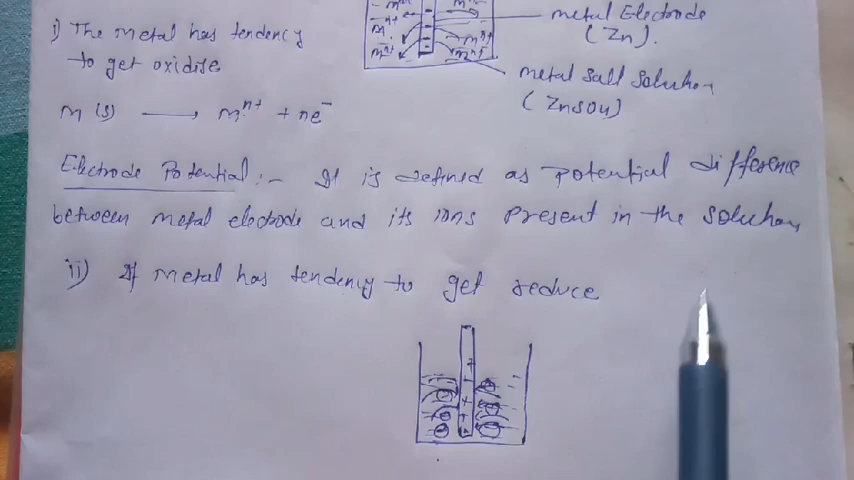 metal Electrode
(Zn).
i) The metal has tendency
to get oxidise
metal salt solution
(ZnSO4)
M (s) → M^n+ + ne^-
Electrode Potential :- It is defined as potential difference
between metal electrode and its ions present in the solution
ii) If metal has tendency to get reduce